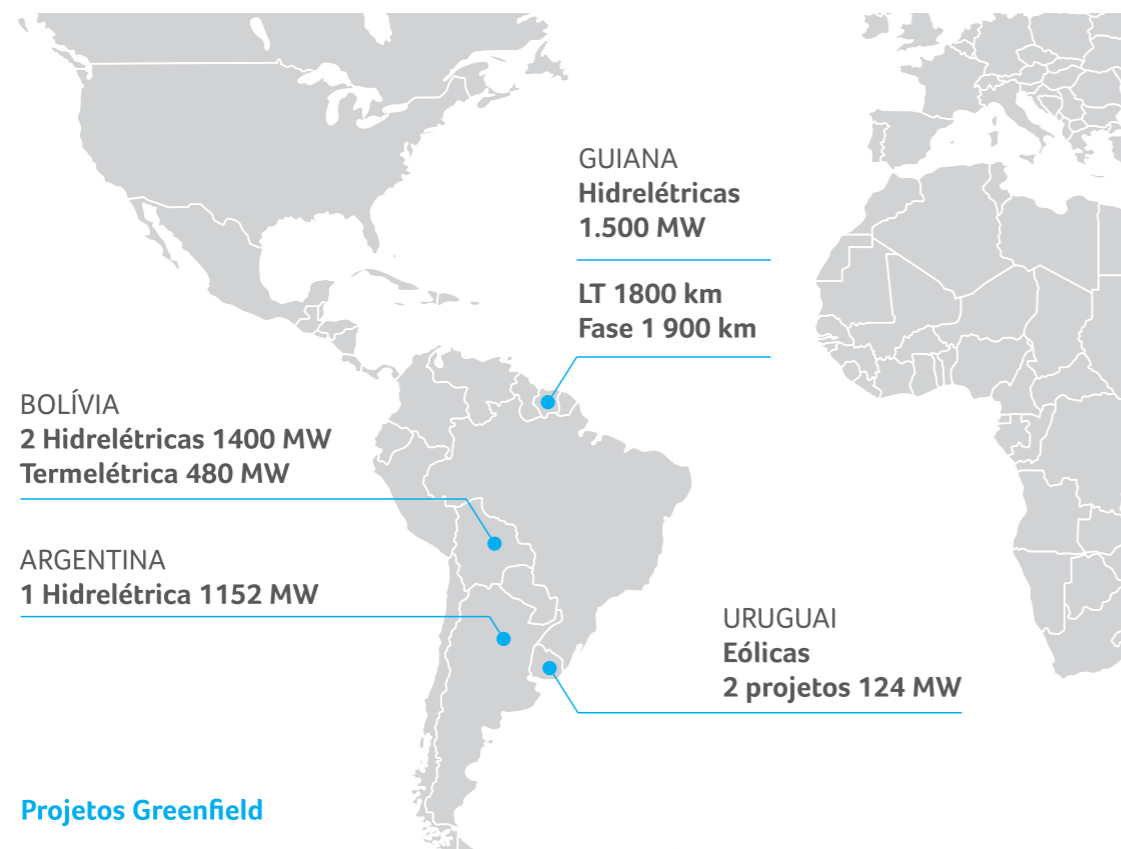 GUIANA
Hidrelétricas
1.500 MW
LT 1800 km
Fase 1 900 km
BOLÍVIA
2 Hidrelétricas 1400 MW
Termelétrica 480 MW
ARGENTINA
1 Hidrelétrica 1152 MW
URUGUAI
Eólicas
2 projetos 124 MW
Projetos Greenfield